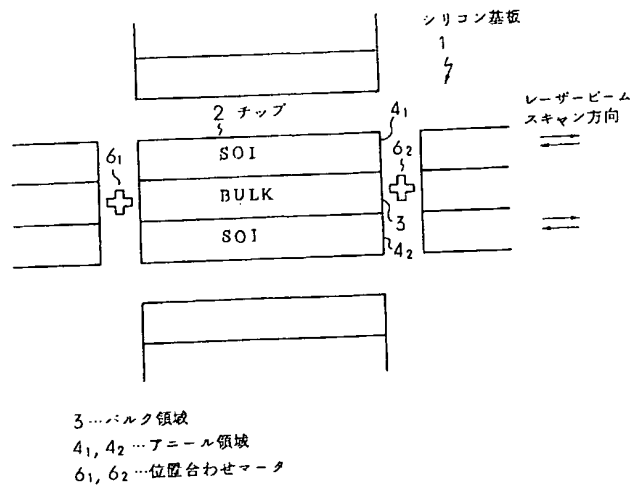 シリコン基板
1
レーザービーム
スキャン方向
2 チップ
4₁
6₁
6₂
SOI
BULK
3
SOI
4₂
3…バルク領域
4₁, 4₂…アニール領域
6₁, 6₂…位置合わせマータ